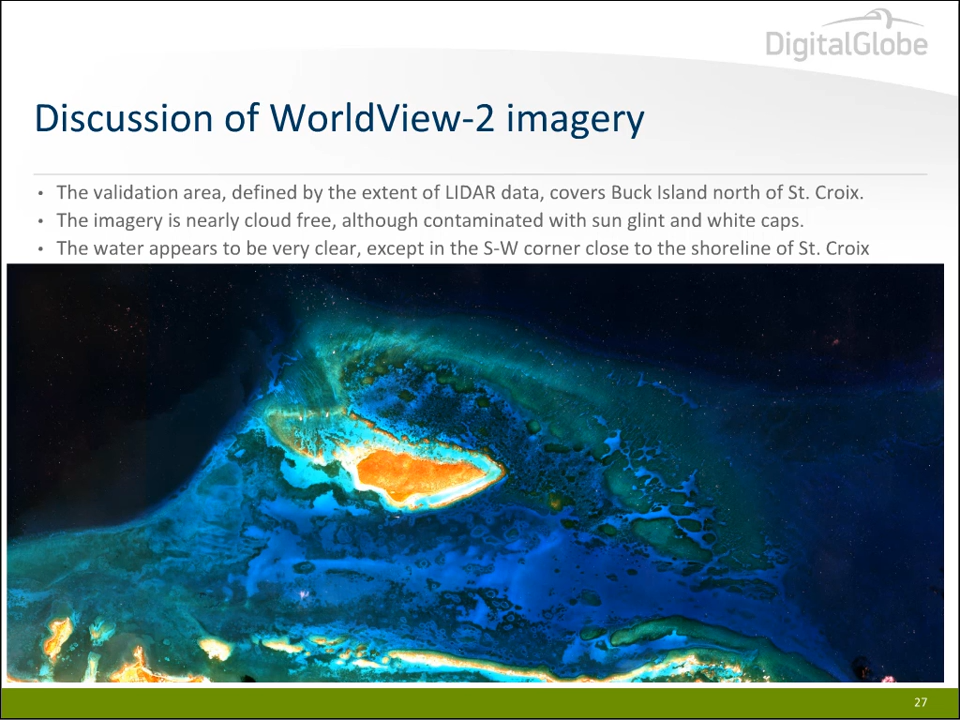 DigitalGlobe
Discussion of WorldView-2 imagery
• The validation area, defined by the extent of LIDAR data, covers Buck Island north of St. Croix.
• The imagery is nearly cloud free, although contaminated with sun glint and white caps.
• The water appears to be very clear, except in the S-W corner close to the shoreline of St. Croix
27